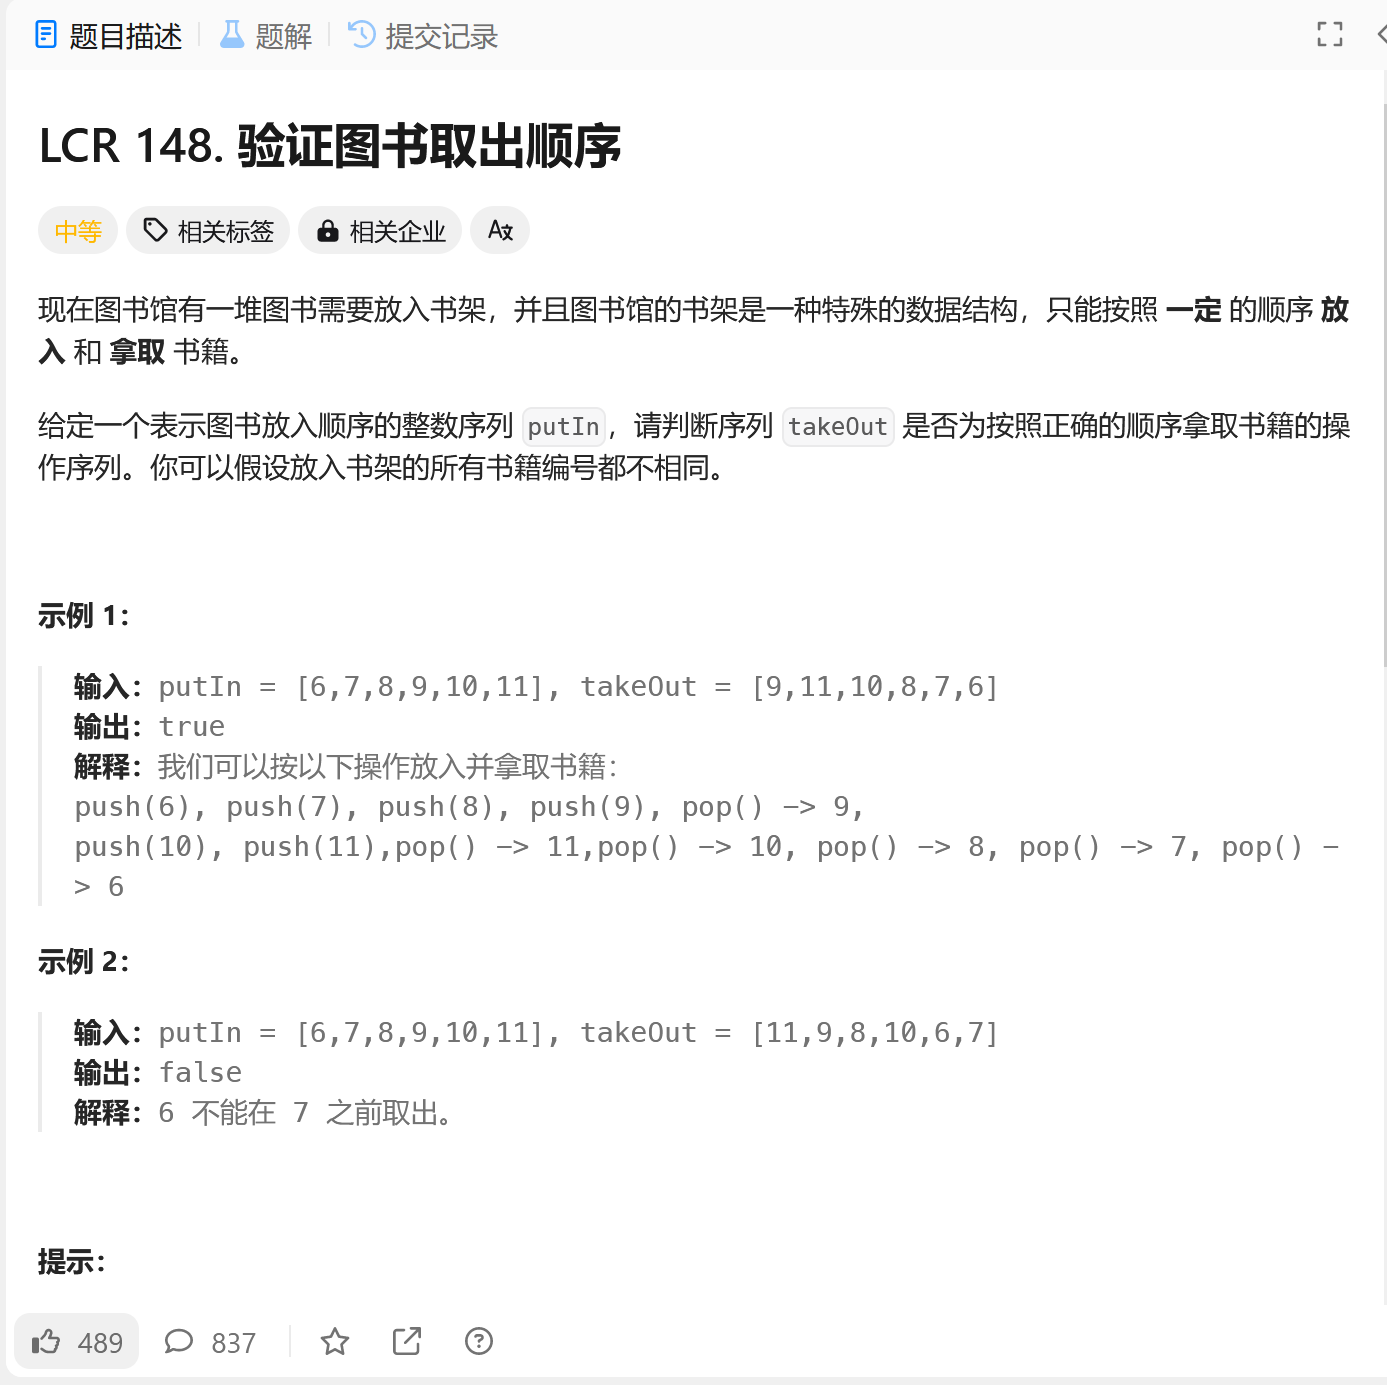 题目描述 题解 提交记录
LCR 148. 验证图书取出顺序
中等 相关标签 相关企业 A文
现在图书馆有一堆图书需要放入书架，并且图书馆的书架是一种特殊的数据结构，只能按照 一定 的顺序 放
入 和 拿取 书籍。
给定一个表示图书放入顺序的整数序列 putIn，请判断序列 takeOut 是否为按照正确的顺序拿取书籍的操
作序列。你可以假设放入书架的所有书籍编号都不相同。
示例 1：
输入：putIn = [6,7,8,9,10,11], takeOut = [9,11,10,8,7,6]
输出：true
解释：我们可以按以下操作放入并拿取书籍：
push(6), push(7), push(8), push(9), pop() -> 9,
push(10), push(11),pop() -> 11,pop() -> 10, pop() -> 8, pop() -> 7, pop() -
> 6
示例 2：
输入：putIn = [6,7,8,9,10,11], takeOut = [11,9,8,10,6,7]
输出：false
解释：6 不能在 7 之前取出。
提示：
489 837